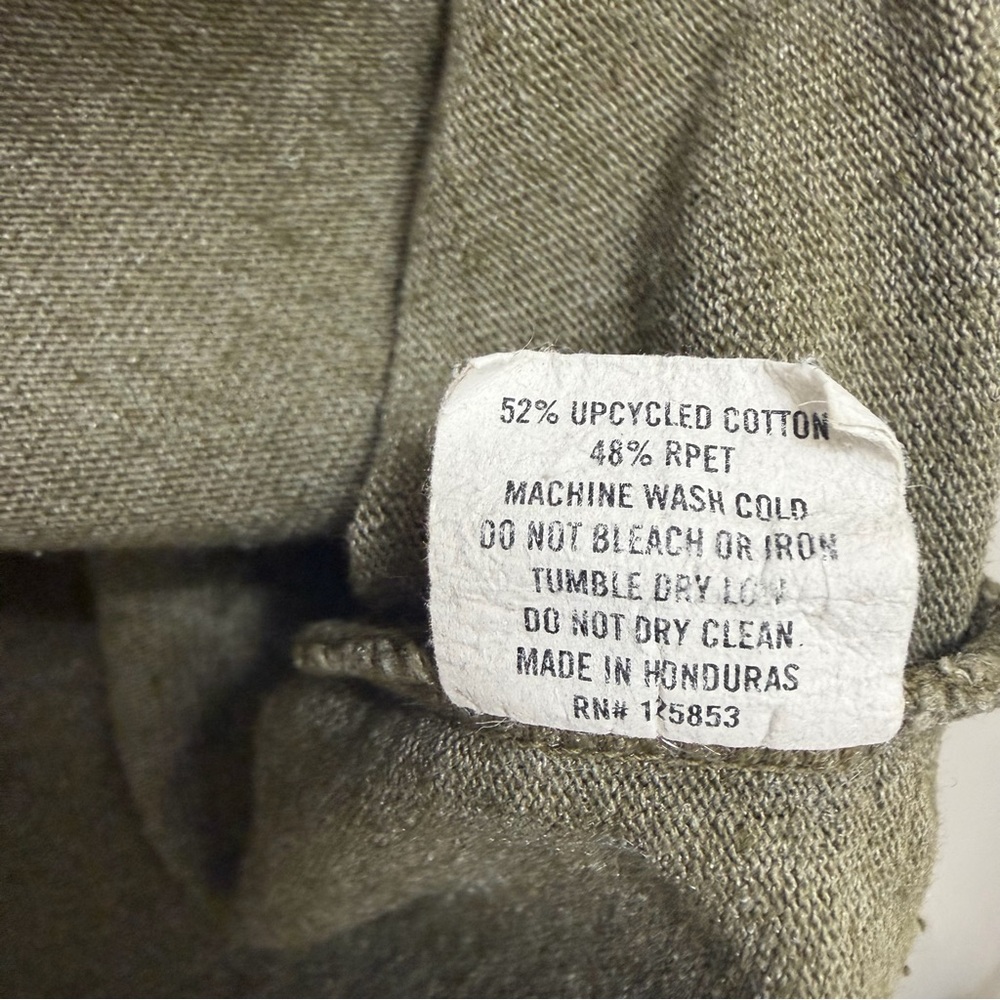 52% UPCYCLED COTTON
48% RPET
MACHINE WASH COLD
DO NOT BLEACH OR IRON
TUMBLE DRY LOW
DO NOT DRY CLEAN.
MADE IN HONDURAS
RN#